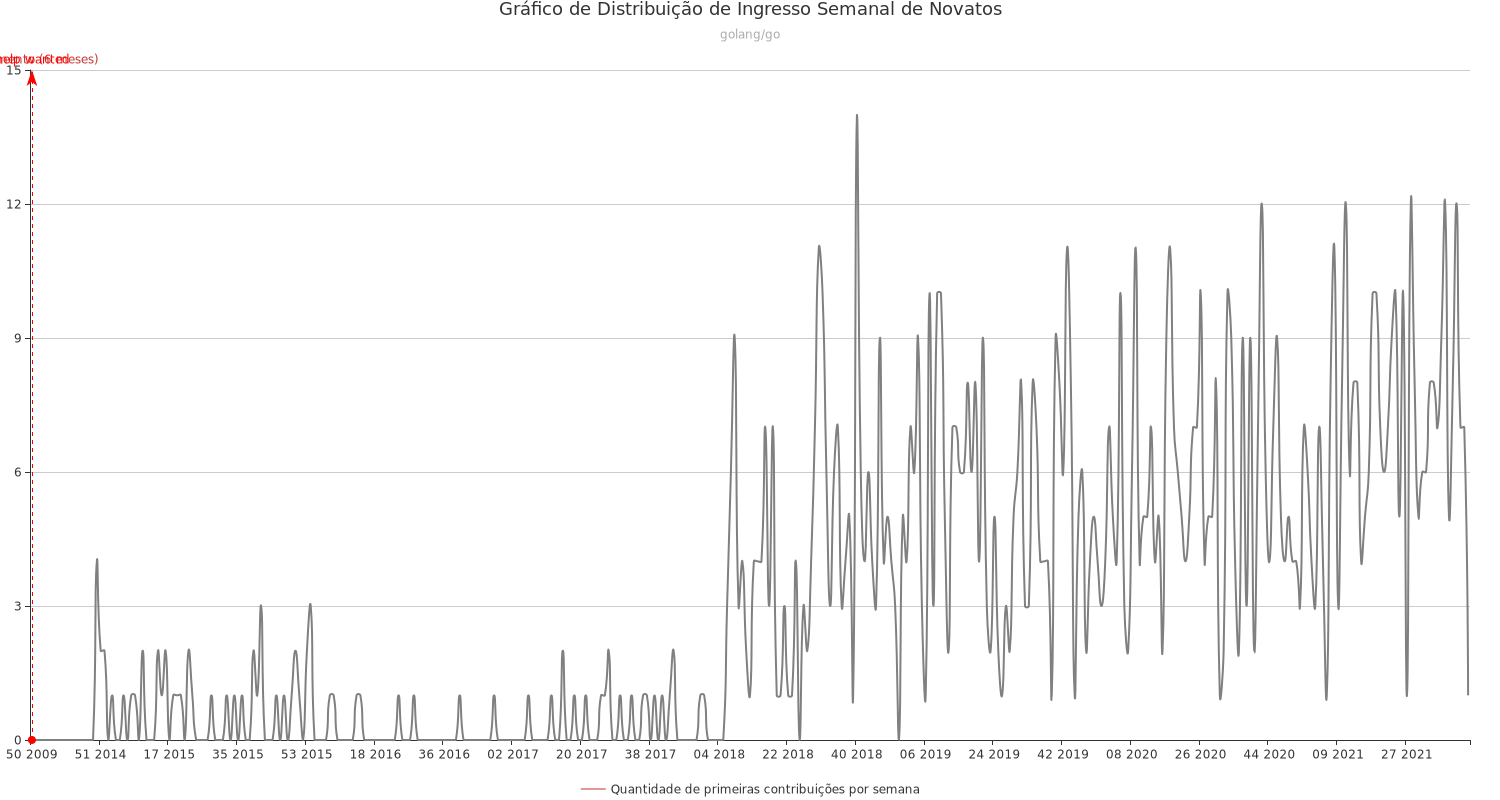 Gráfico de Distribuição de Ingresso Semanal de Novatos
golang/go
meses)
15
12
9
6
3
0
50 2009 51 2014 17 2015 35 2015 53 2015 18 2016 36 2016 02 2017 20 2017 38 2017 04 2018 22 2018 40 2018 06 2019 24 2019 42 2019 08 2020 26 2020 44 2020 09 2021 27 2021
Quantidade de primeiras contribuições por semana